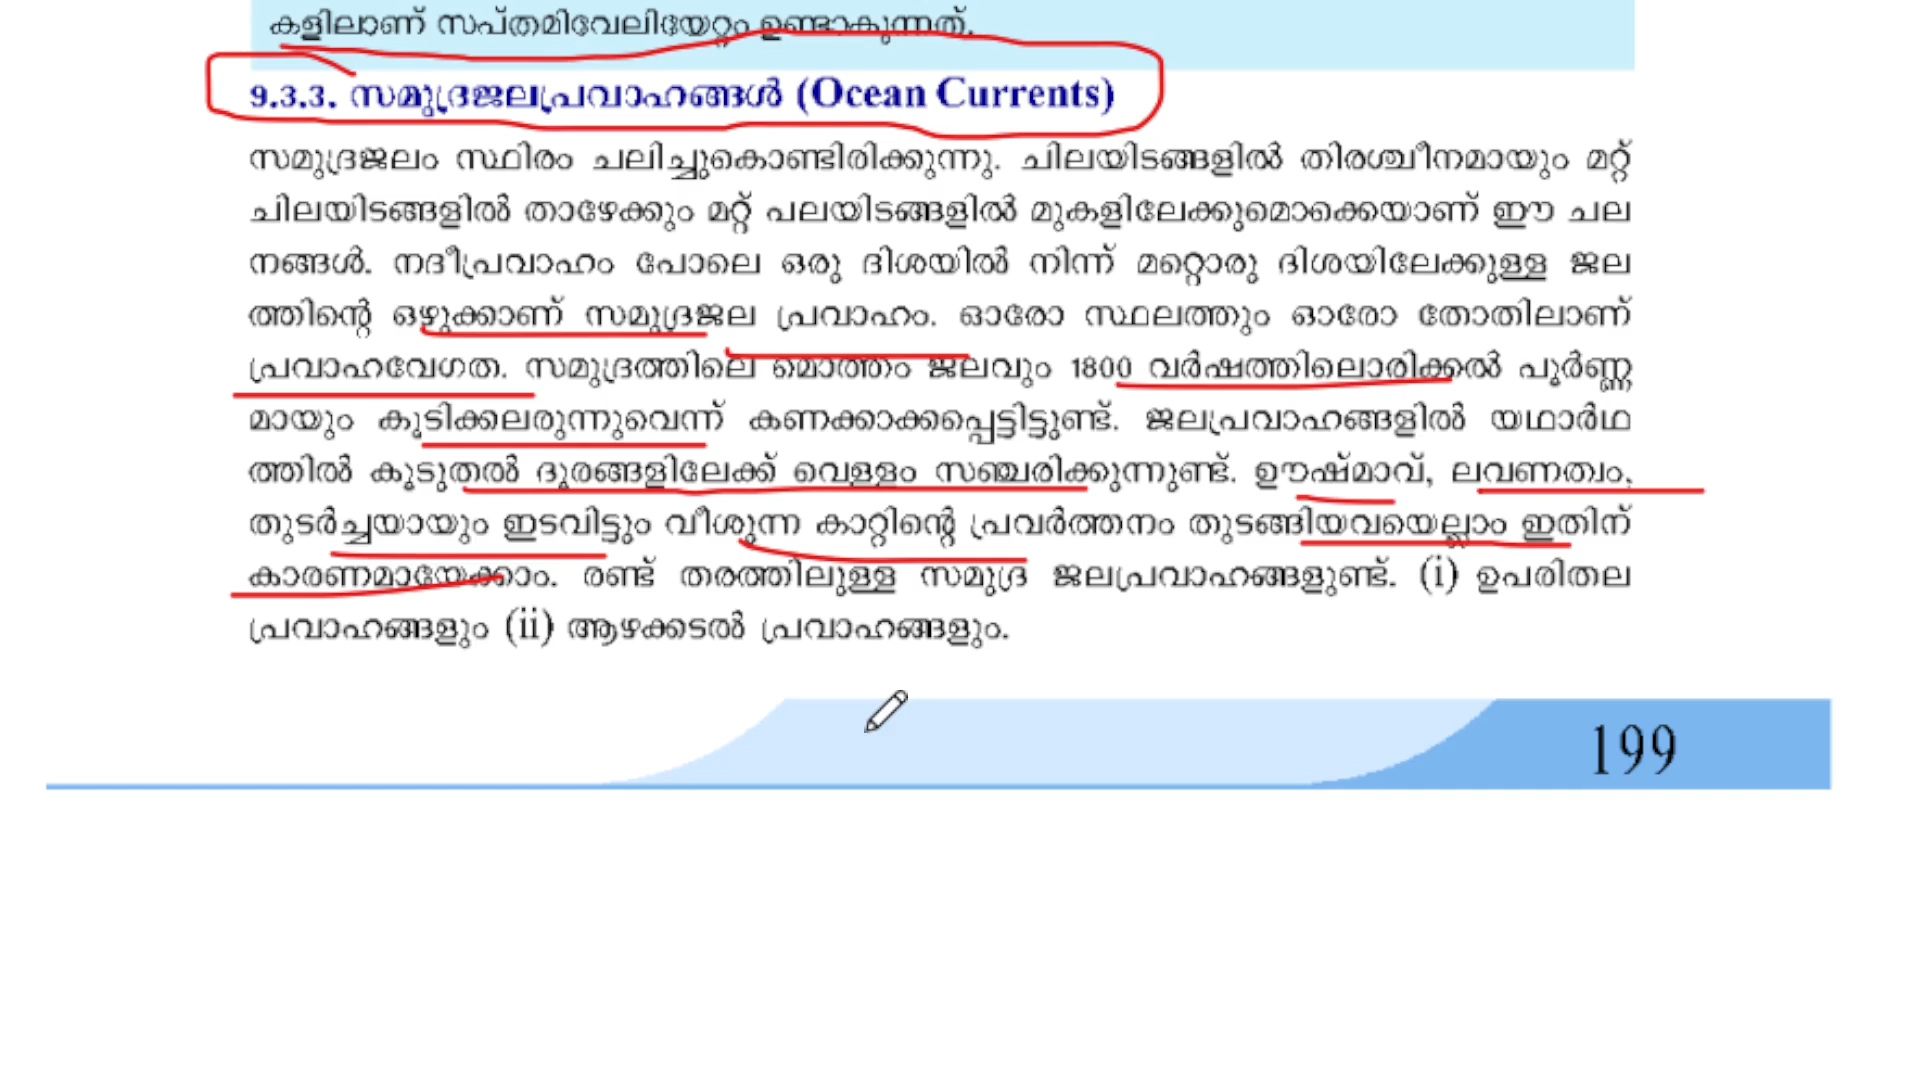 കളിലാണ് സപ്തമിവേലിയേറ്റം ഉണ്ടാകുന്നത്.
9.3.3. സമുദ്രജലപ്രവാഹങ്ങൾ (Ocean Currents)
സമുദ്രജലം സ്ഥിരം ചലിച്ചുകൊണ്ടിരിക്കുന്നു. ചിലയിടങ്ങളിൽ തിരശ്ചീനമായും മറ്റ്
ചിലയിടങ്ങളിൽ താഴേക്കും മറ്റ് പലയിടങ്ങളിൽ മുകളിലേക്കുമൊക്കെയാണ് ഈ ചല
നങ്ങൾ. നദീപ്രവാഹം പോലെ ഒരു ദിശയിൽ നിന്ന് മറ്റൊരു ദിശയിലേക്കുള്ള ജല
ത്തിന്റെ ഒഴുക്കാണ് സമുദ്രജല പ്രവാഹം. ഓരോ സ്ഥലത്തും ഓരോ തോതിലാണ്
പ്രവാഹവേഗത. സമുദ്രത്തിലെ മൊത്തം ജലവും 1800 വർഷത്തിലൊരിക്കൽ പൂർണ്ണ
മായും കൂടിക്കലരുന്നുവെന്ന് കണക്കാക്കപ്പെട്ടിട്ടുണ്ട്. ജലപ്രവാഹങ്ങളിൽ യഥാർഥ
ത്തിൽ കൂടുതൽ ദൂരങ്ങളിലേക്ക് വെള്ളം സഞ്ചരിക്കുന്നുണ്ട്. ഊഷ്മാവ്, ലവണത്വം,
തുടർച്ചയായും ഇടവിട്ടും വീശുന്ന കാറ്റിന്റെ പ്രവർത്തനം തുടങ്ങിയവയെല്ലാം ഇതിന്
കാരണമായേക്കാം. രണ്ട് തരത്തിലുള്ള സമുദ്ര ജലപ്രവാഹങ്ങളുണ്ട്. (i) ഉപരിതല
പ്രവാഹങ്ങളും (ii) ആഴക്കടൽ പ്രവാഹങ്ങളും.
199